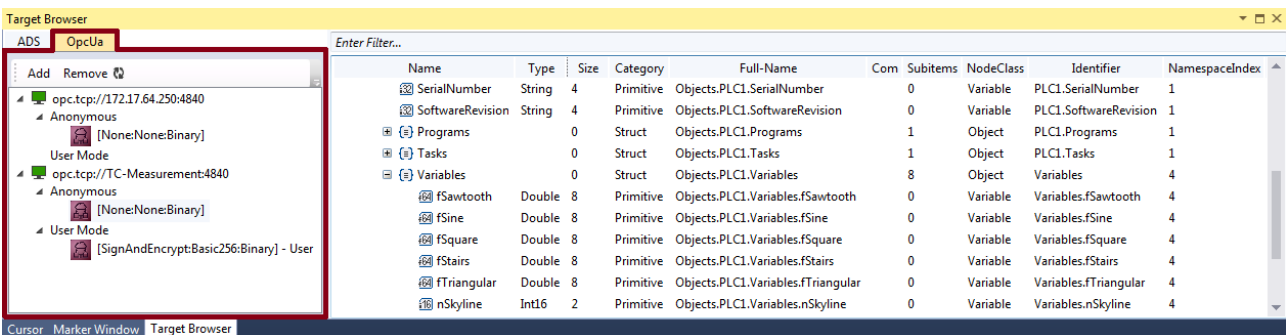 Target Browser
ADS OpcUa
Add Remove
opc.tcp://172.17.64.250:4840
Anonymous
[None:None:Binary]
User Mode
opc.tcp://TC-Measurement:4840
Anonymous
[None:None:Binary]
User Mode
[SignAndEncrypt:Basic256:Binary] - User
Enter Filter...
Name Type Size Category Full-Name Com Subitems NodeClass Identifier NamespaceIndex
32 SerialNumber String 4 Primitive Objects.PLC1.SerialNumber 0 Variable PLC1.SerialNumber 1
32 SoftwareRevision String 4 Primitive Objects.PLC1.SoftwareRevision 0 Variable PLC1.SoftwareRevision 1
Programs 0 Struct Objects.PLC1.Programs 1 Object PLC1.Programs 1
Tasks 0 Struct Objects.PLC1.Tasks 1 Object PLC1.Tasks 1
Variables 0 Struct Objects.PLC1.Variables 8 Object Variables 4
64 fSawtooth Double 8 Primitive Objects.PLC1.Variables.fSawtooth 0 Variable Variables.fSawtooth 4
64 fSine Double 8 Primitive Objects.PLC1.Variables.fSine 0 Variable Variables.fSine 4
64 fSquare Double 8 Primitive Objects.PLC1.Variables.fSquare 0 Variable Variables.fSquare 4
64 fStairs Double 8 Primitive Objects.PLC1.Variables.fStairs 0 Variable Variables.fStairs 4
64 fTriangular Double 8 Primitive Objects.PLC1.Variables.fTriangular 0 Variable Variables.fTriangular 4
16 nSkyline Int16 2 Primitive Objects.PLC1.Variables.nSkyline 0 Variable Variables.nSkyline 4
Cursor Marker Window Target Browser